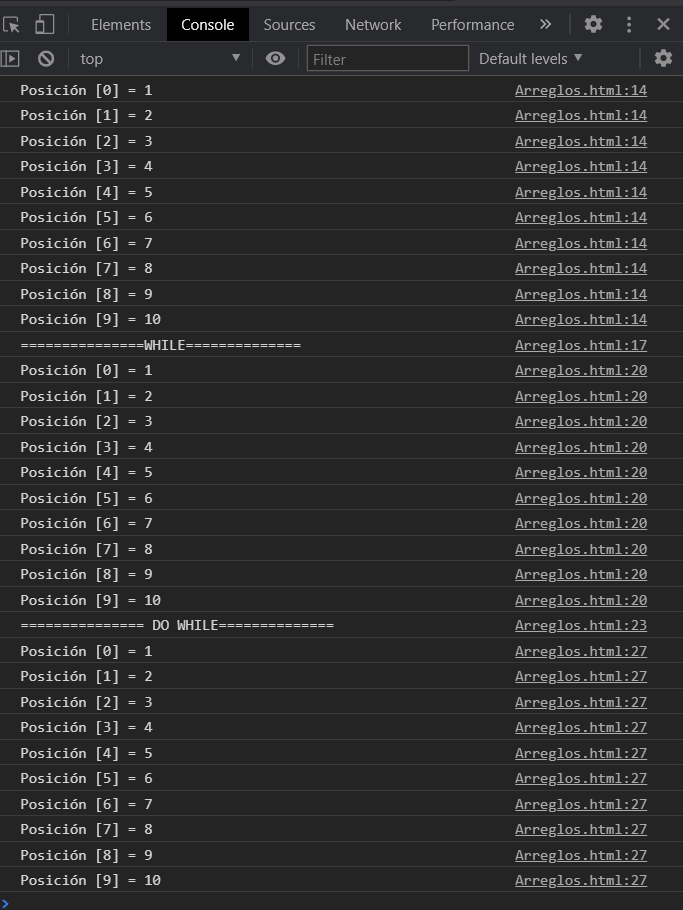 Elements Console Sources Network Performance »
top ▼ Filter Default levels ▼
Posición [0] = 1 Arreglos.html:14
Posición [1] = 2 Arreglos.html:14
Posición [2] = 3 Arreglos.html:14
Posición [3] = 4 Arreglos.html:14
Posición [4] = 5 Arreglos.html:14
Posición [5] = 6 Arreglos.html:14
Posición [6] = 7 Arreglos.html:14
Posición [7] = 8 Arreglos.html:14
Posición [8] = 9 Arreglos.html:14
Posición [9] = 10 Arreglos.html:14
===============WHILE============== Arreglos.html:17
Posición [0] = 1 Arreglos.html:20
Posición [1] = 2 Arreglos.html:20
Posición [2] = 3 Arreglos.html:20
Posición [3] = 4 Arreglos.html:20
Posición [4] = 5 Arreglos.html:20
Posición [5] = 6 Arreglos.html:20
Posición [6] = 7 Arreglos.html:20
Posición [7] = 8 Arreglos.html:20
Posición [8] = 9 Arreglos.html:20
Posición [9] = 10 Arreglos.html:20
=============== DO WHILE============== Arreglos.html:23
Posición [0] = 1 Arreglos.html:27
Posición [1] = 2 Arreglos.html:27
Posición [2] = 3 Arreglos.html:27
Posición [3] = 4 Arreglos.html:27
Posición [4] = 5 Arreglos.html:27
Posición [5] = 6 Arreglos.html:27
Posición [6] = 7 Arreglos.html:27
Posición [7] = 8 Arreglos.html:27
Posición [8] = 9 Arreglos.html:27
Posición [9] = 10 Arreglos.html:27